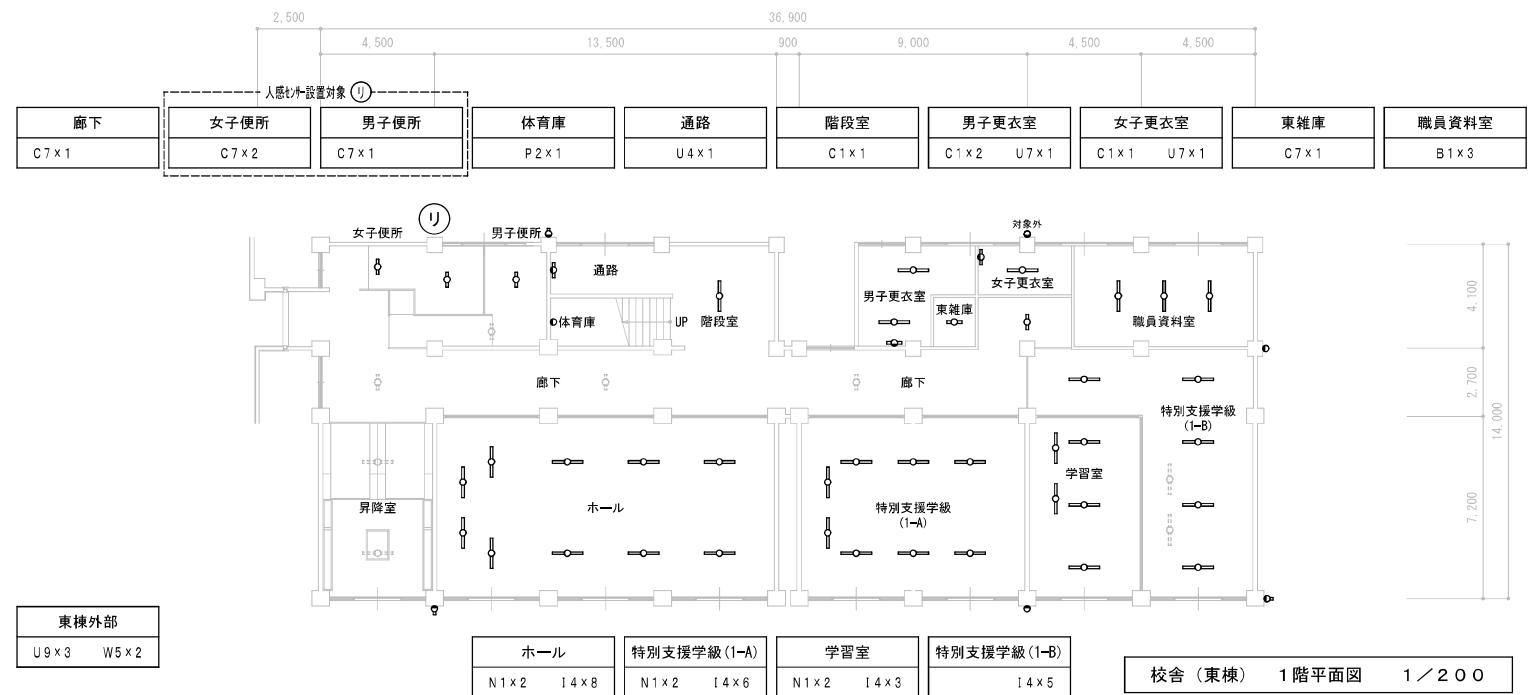 2,500 36,900
4,500 13,500 900 9,000 4,500 4,500
人感ｾﾝｻｰ設置対象 リ
廊下 女子便所 男子便所 体育庫 通路 階段室 男子更衣室 女子更衣室 東雑庫 職員資料室
C7×1 C7×2 C7×1 P2×1 U4×1 C1×1 C1×2 U7×1 C1×1 U7×1 C7×1 B1×3
リ
女子便所 男子便所 対象外
通路
女子更衣室
男子更衣室
東雑庫
体育庫 UP 階段室 職員資料室
4,100
廊下 廊下
2,700
特別支援学級
(1-B)
14,000
学習室
昇降室 ホール 特別支援学級
(1-A)
7,200
東棟外部
U9×3 W5×2
ホール 特別支援学級(1-A) 学習室 特別支援学級(1-B)
N1×2 I4×8 N1×2 I4×6 N1×2 I4×3 I4×5
校舎（東棟） 1階平面図 1／200